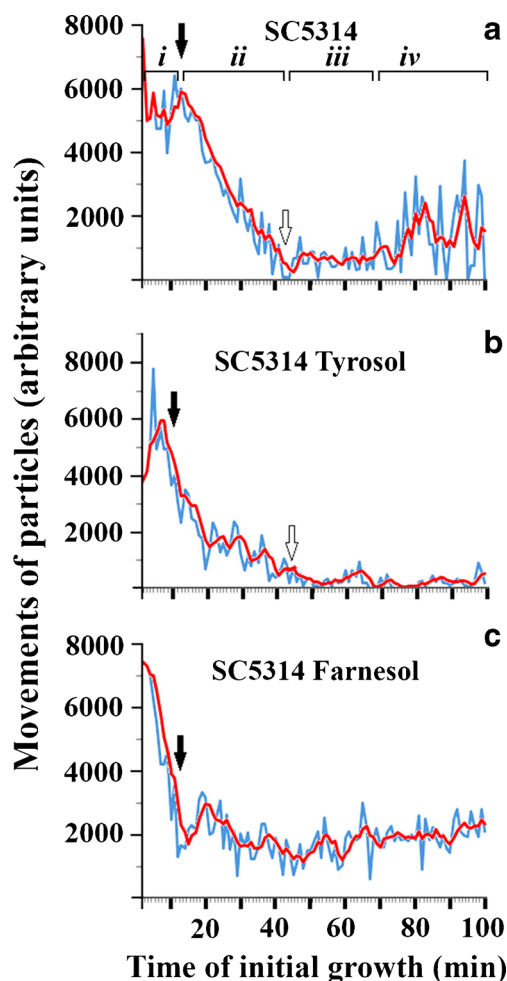 Movements of particles (arbitrary units)
SC5314
a
i ii iii iv
8000
6000
4000
2000
SC5314 Tyrosol
b
8000
6000
4000
2000
SC5314 Farnesol
c
8000
6000
4000
2000
20 40 60 80 100
Time of initial growth (min)